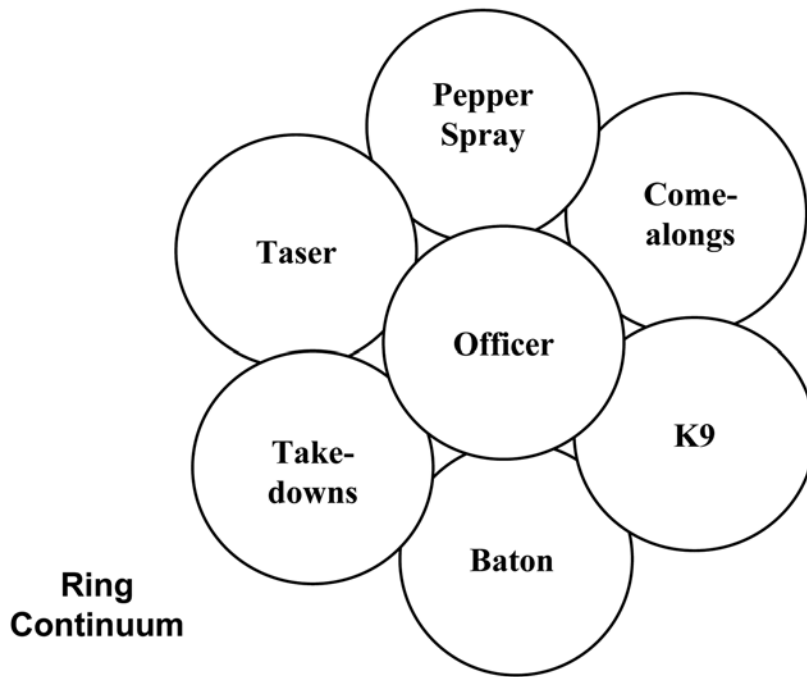 Pepper
Spray
Come-
alongs
Taser
Officer
K9
Take-
downs
Baton
Ring
Continuum